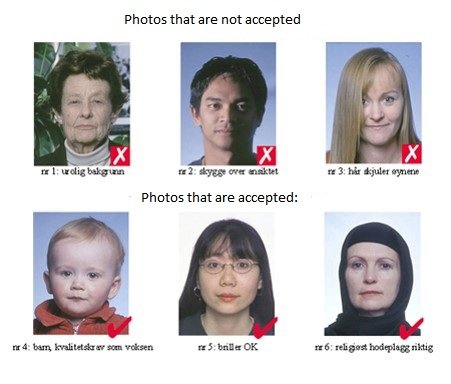 Photos that are not accepted
nr 1: urolig bakgrunn
nr 2: skygge over ansiktet
nr 3: hår skjuler øynene
Photos that are accepted:
nr 4: barn, kvalitetskrav som voksen
nr 5: briller OK
nr 6: religiøst hodeplagg riktig